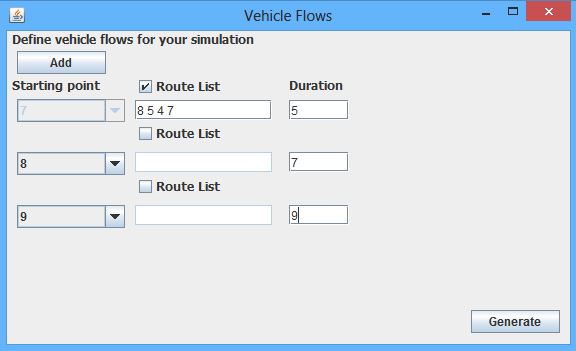 Vehicle Flows
Define vehicle flows for your simulation
Add
Starting point Route List Duration
7 8 5 4 7 5
Route List
8 7
Route List
9 9
Generate